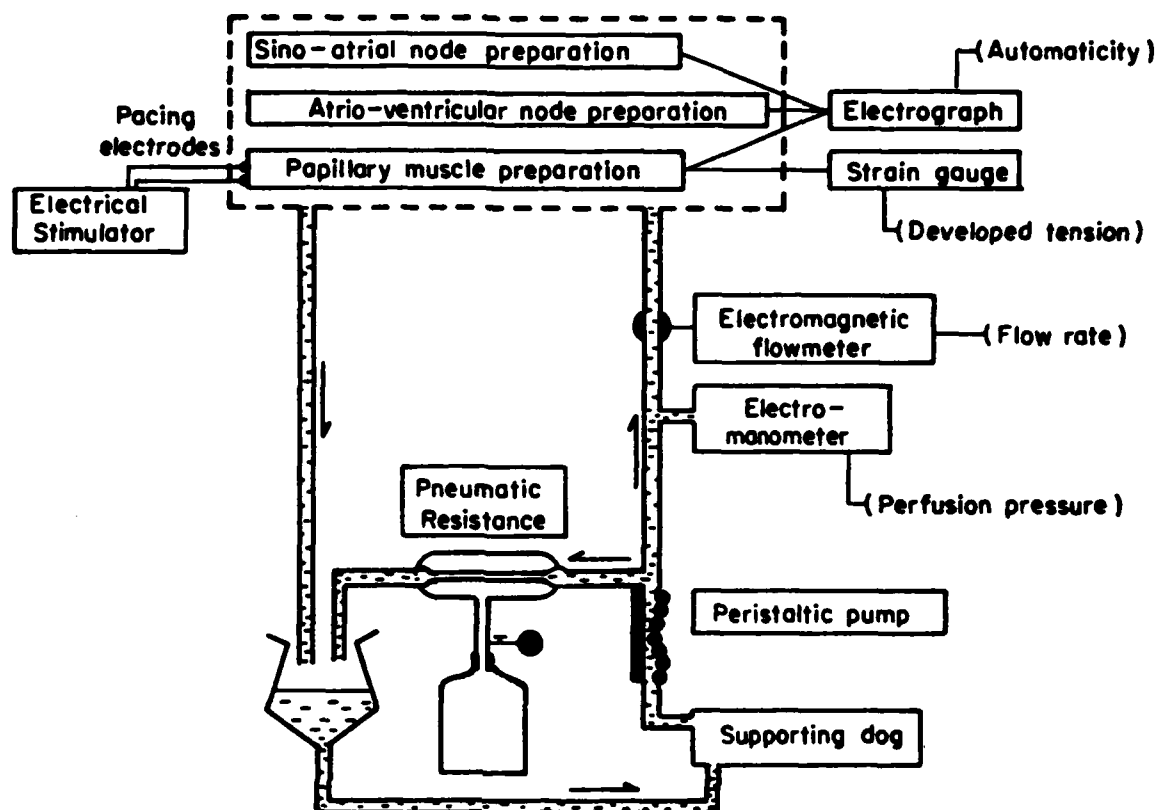 Sino-atrial node preparation
(Automaticity)
Atrio-ventricular node preparation
Electrograph
Pacing
electrodes
Papillary muscle preparation
Strain gauge
Electrical
Stimulator
(Developed tension)
Electromagnetic
flowmeter
(Flow rate)
Electro-
manometer
Pneumatic
Resistance
(Perfusion pressure)
Peristaltic pump
Supporting dog